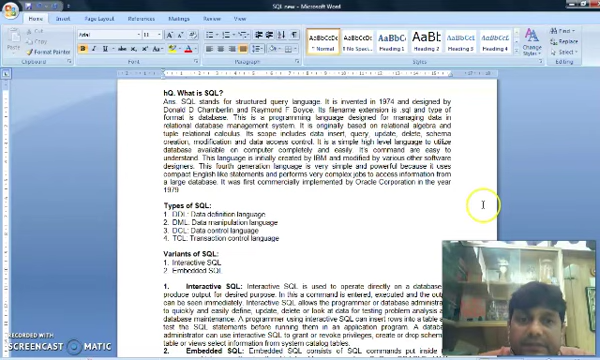 SQL new - Microsoft Word
Home Insert Page Layout References Mailings Review View
Paste
Clipboard Font Paragraph Styles Editing
AaBbCcDc AaBbCcDc AaBbC AaBbCc AaBl AaBbCcI
Normal No Spaci... Heading 1 Heading 2 Heading 3 Heading 4
Change Styles
Find
Replace
Select
hQ. What is SQL?
Ans. SQL stands for structured query language. It is invented in 1974 and designed by
Donald D Chamberlin and Raymond F Boyce. Its filename extension is .sql and type of
format is database. This is a programming language designed for managing data in
relational database management system. It is originally based on relational algebra and
tuple relational calculus. Its scope includes data insert, query, update, delete, schema
creation, modification and data access control. It is a simple high level language to utilize
database available on computer completely and easily. It's command are easy to
understand. This language is initially created by IBM and modified by various other software
designers. This fourth generation language is very simple and powerful because it uses
compact English like statements and performs very complex jobs to access information from
a large database. It was first commercially implemented by Oracle Corporation in the year
1979
Types of SQL:
1. DDL: Data definition language
2. DML: Data manipulation language
3. DCL: Data control language
4. TCL: Transaction control language
Variants of SQL:
1. Interactive SQL
2. Embedded SQL
1. Interactive SQL: Interactive SQL is used to operate directly on a database
produce output for desired purpose. In this a command is entered, executed and the outp
can be seen immediately. Interactive SQL allows the programmer or database administra
to quickly and easily define, update, delete or look at data for testing problem analysis a
database maintenance. A programmer using interactive SQL can insert rows into a table a
test the SQL statements before running them in an application program. A databa
administrator can use interactive SQL to grant or revoke privileges, create or drop schem
table or views select information from system catalog tables.
2. Embedded SQL: Embedded SQL consists of SQL commands put inside
RECORDED WITH
SCREENCAST MATIC